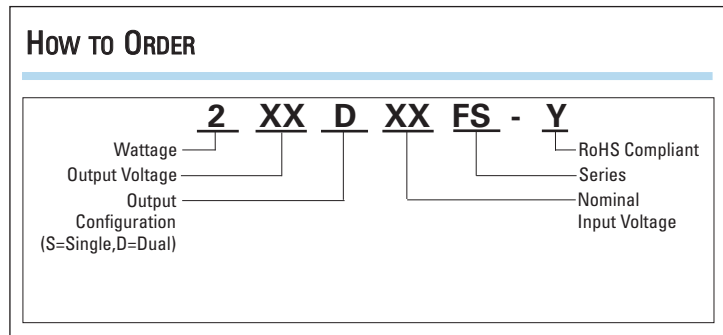 HOW TO ORDER
2 XX D XX FS - Y
Wattage
Output Voltage
Output
Configuration
(S=Single,D=Dual)
RoHS Compliant
Series
Nominal
Input Voltage